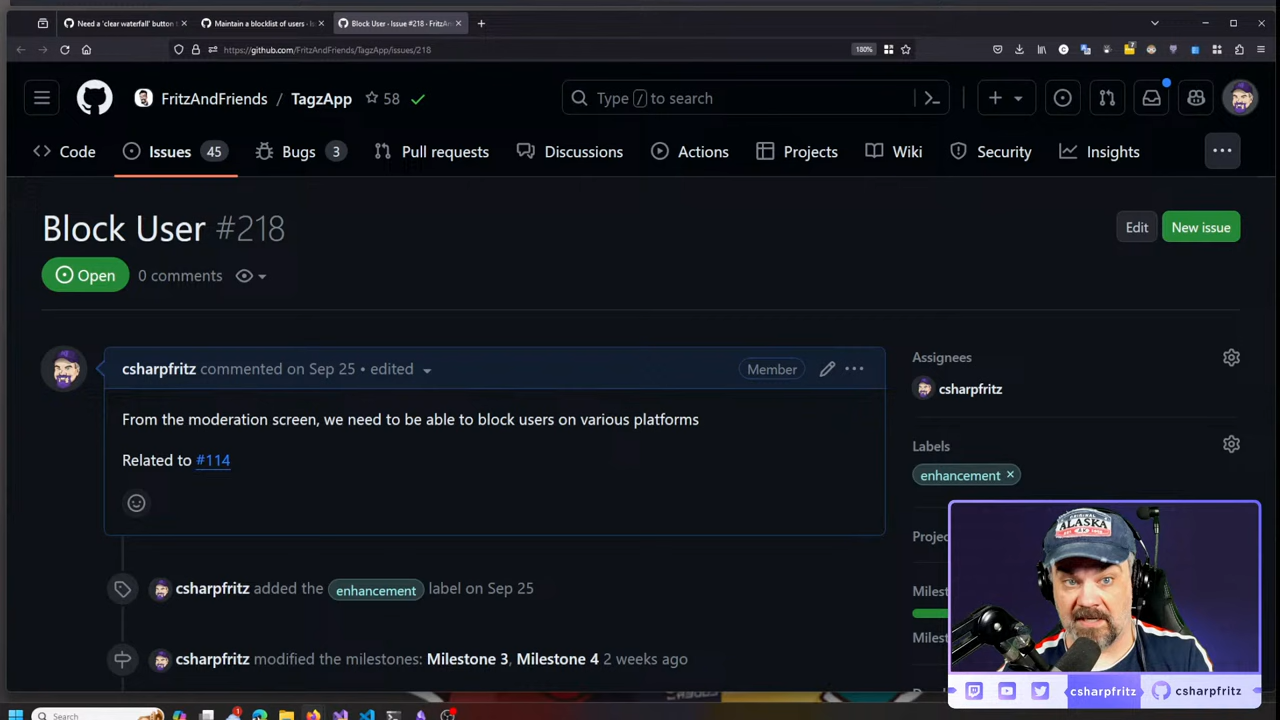 Need a 'clear waterfall' button t
Maintain a blocklist of users · Is
Block User · Issue #218 · FritzAn
https://github.com/FritzAndFriends/TagzApp/issues/218
180%
FritzAndFriends / TagzApp 58
Type / to search
Code
Issues 45
Bugs 3
Pull requests
Discussions
Actions
Projects
Wiki
Security
Insights
Block User #218
Edit
New issue
Open
0 comments
csharpfritz commented on Sep 25 • edited
Member
From the moderation screen, we need to be able to block users on various platforms
Related to #114
Assignees
csharpfritz
Labels
enhancement
Projec
Milest
Milest
csharpfritz added the enhancement label on Sep 25
csharpfritz modified the milestones: Milestone 3, Milestone 4 2 weeks ago
ORIGINAL
ALASKA
csharpfritz
csharpfritz
Search